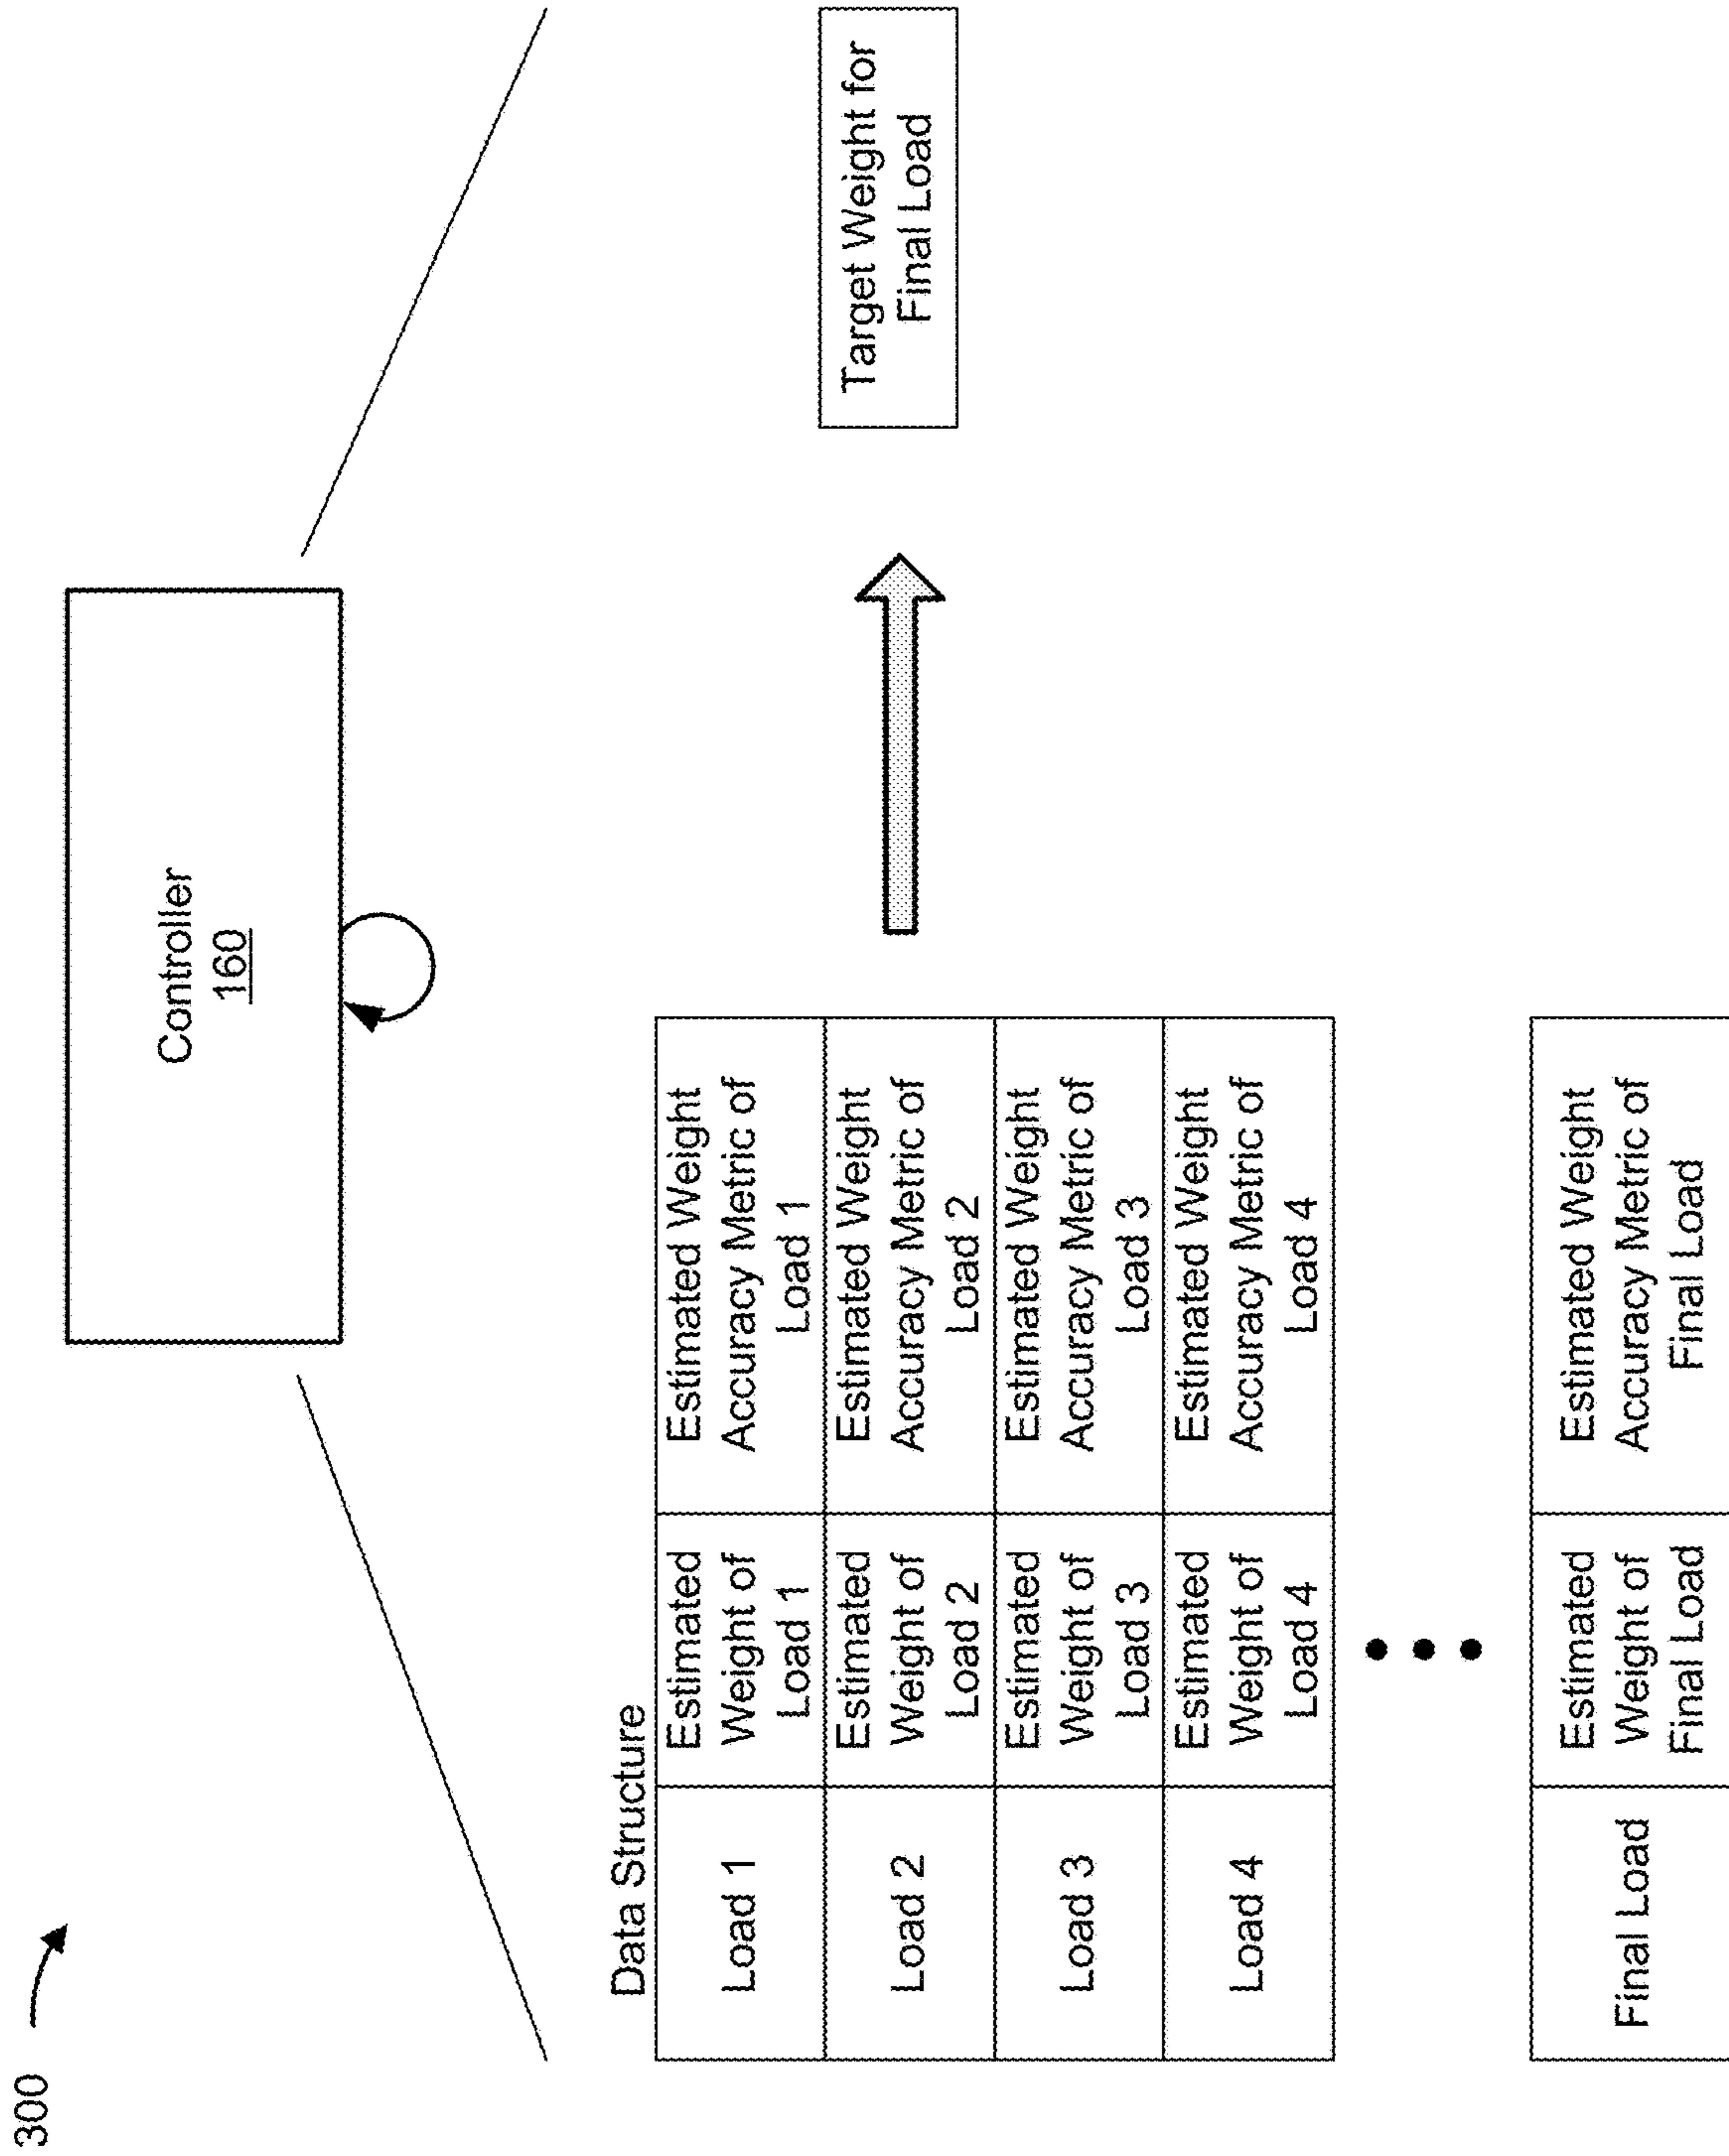 300
Controller
160
Data Structure
Load 1
Estimated
Weight of
Load 1
Estimated Weight
Accuracy Metric of
Load 1
Load 2
Estimated
Weight of
Load 2
Estimated Weight
Accuracy Metric of
Load 2
Load 3
Estimated
Weight of
Load 3
Estimated Weight
Accuracy Metric of
Load 3
Load 4
Estimated
Weight of
Load 4
Estimated Weight
Accuracy Metric of
Load 4
Final Load
Estimated
Weight of
Final Load
Estimated Weight
Accuracy Metric of
Final Load
Target Weight for
Final Load